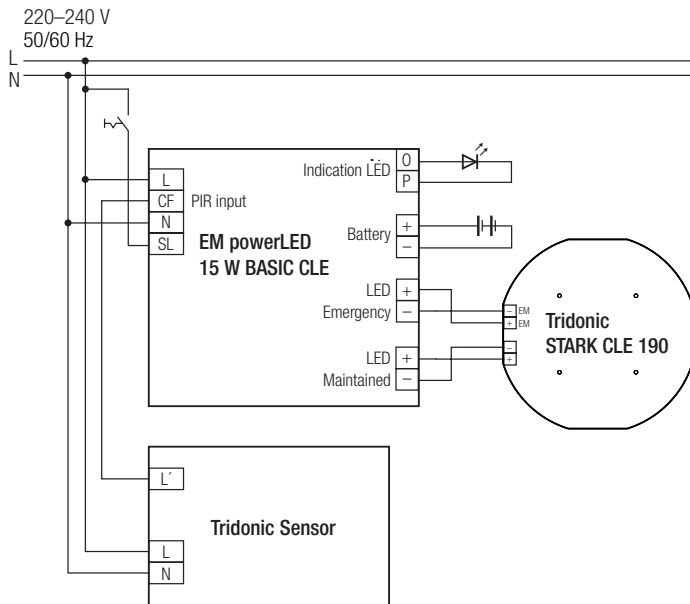 220–240 V
50/60 Hz
L
N
L
CF PIR input
N
SL
EM powerLED
15 W BASIC CLE
Indication LED
O
P
Battery
+
−
LED +
Emergency −
LED +
Maintained −
− EM
+ EM
−
+
Tridonic
STARK CLE 190
L´
Tridonic Sensor
L
N